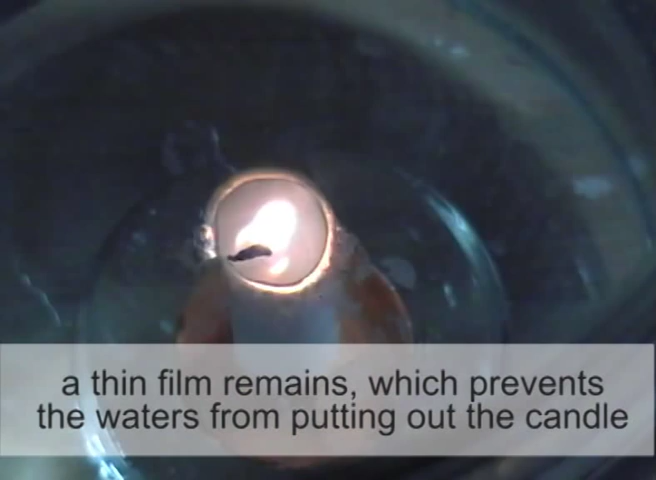 a thin film remains, which prevents
the waters from putting out the candle